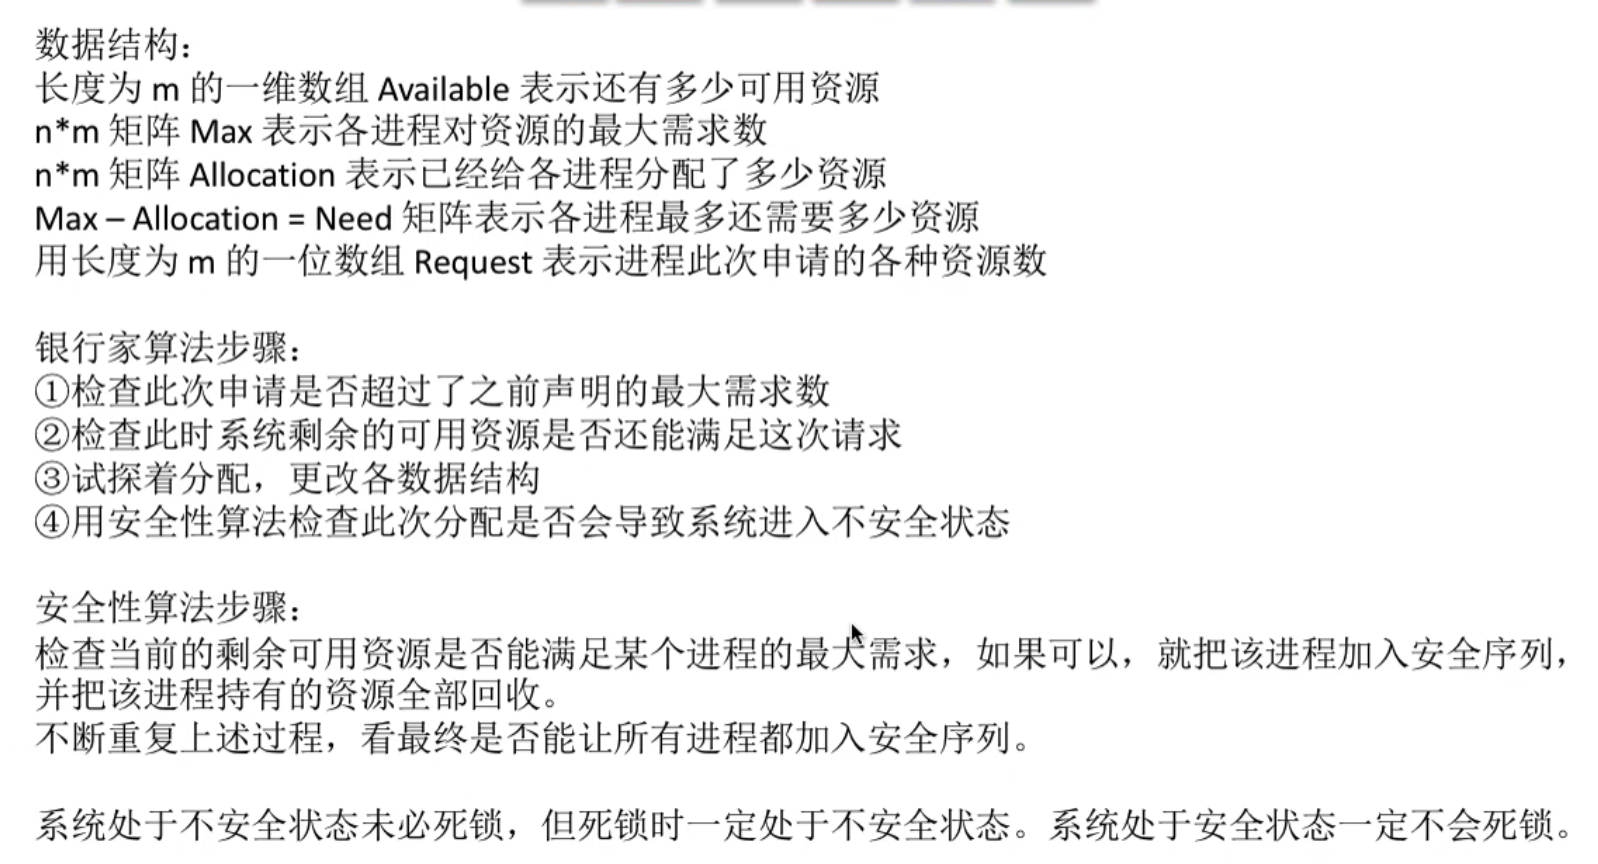 数据结构：
长度为 m 的一维数组 Available 表示还有多少可用资源
n*m 矩阵 Max 表示各进程对资源的最大需求数
n*m 矩阵 Allocation 表示已经给各进程分配了多少资源
Max – Allocation = Need 矩阵表示各进程最多还需要多少资源
用长度为 m 的一位数组 Request 表示进程此次申请的各种资源数
银行家算法步骤：
①检查此次申请是否超过了之前声明的最大需求数
②检查此时系统剩余的可用资源是否还能满足这次请求
③试探着分配，更改各数据结构
④用安全性算法检查此次分配是否会导致系统进入不安全状态
安全性算法步骤：
检查当前的剩余可用资源是否能满足某个进程的最大需求，如果可以，就把该进程加入安全序列，
并把该进程持有的资源全部回收。
不断重复上述过程，看最终是否能让所有进程都加入安全序列。
系统处于不安全状态未必死锁，但死锁时一定处于不安全状态。系统处于安全状态一定不会死锁。